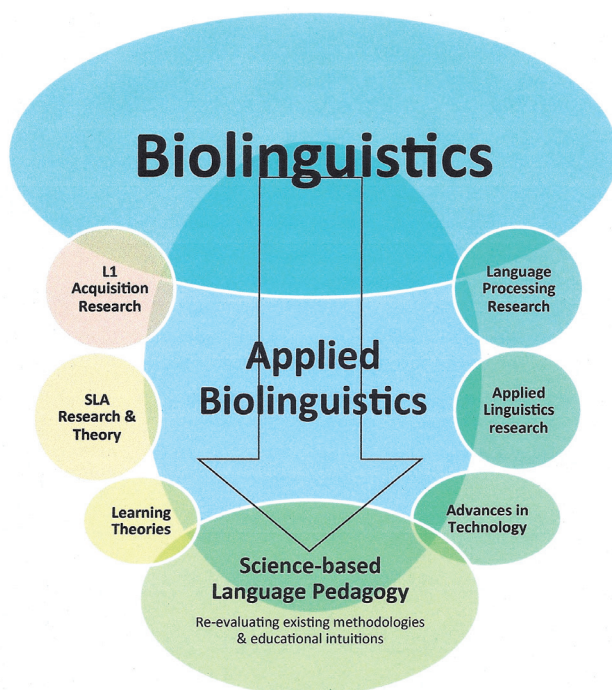 Biolinguistics
L1
Acquisition
Research
Language
Processing
Research
Applied
Biolinguistics
SLA
Research &
Theory
Applied
Linguistics
research
Learning
Theories
Advances in
Technology
Science-based
Language Pedagogy
Re-evaluating existing methodologies
& educational intuitions